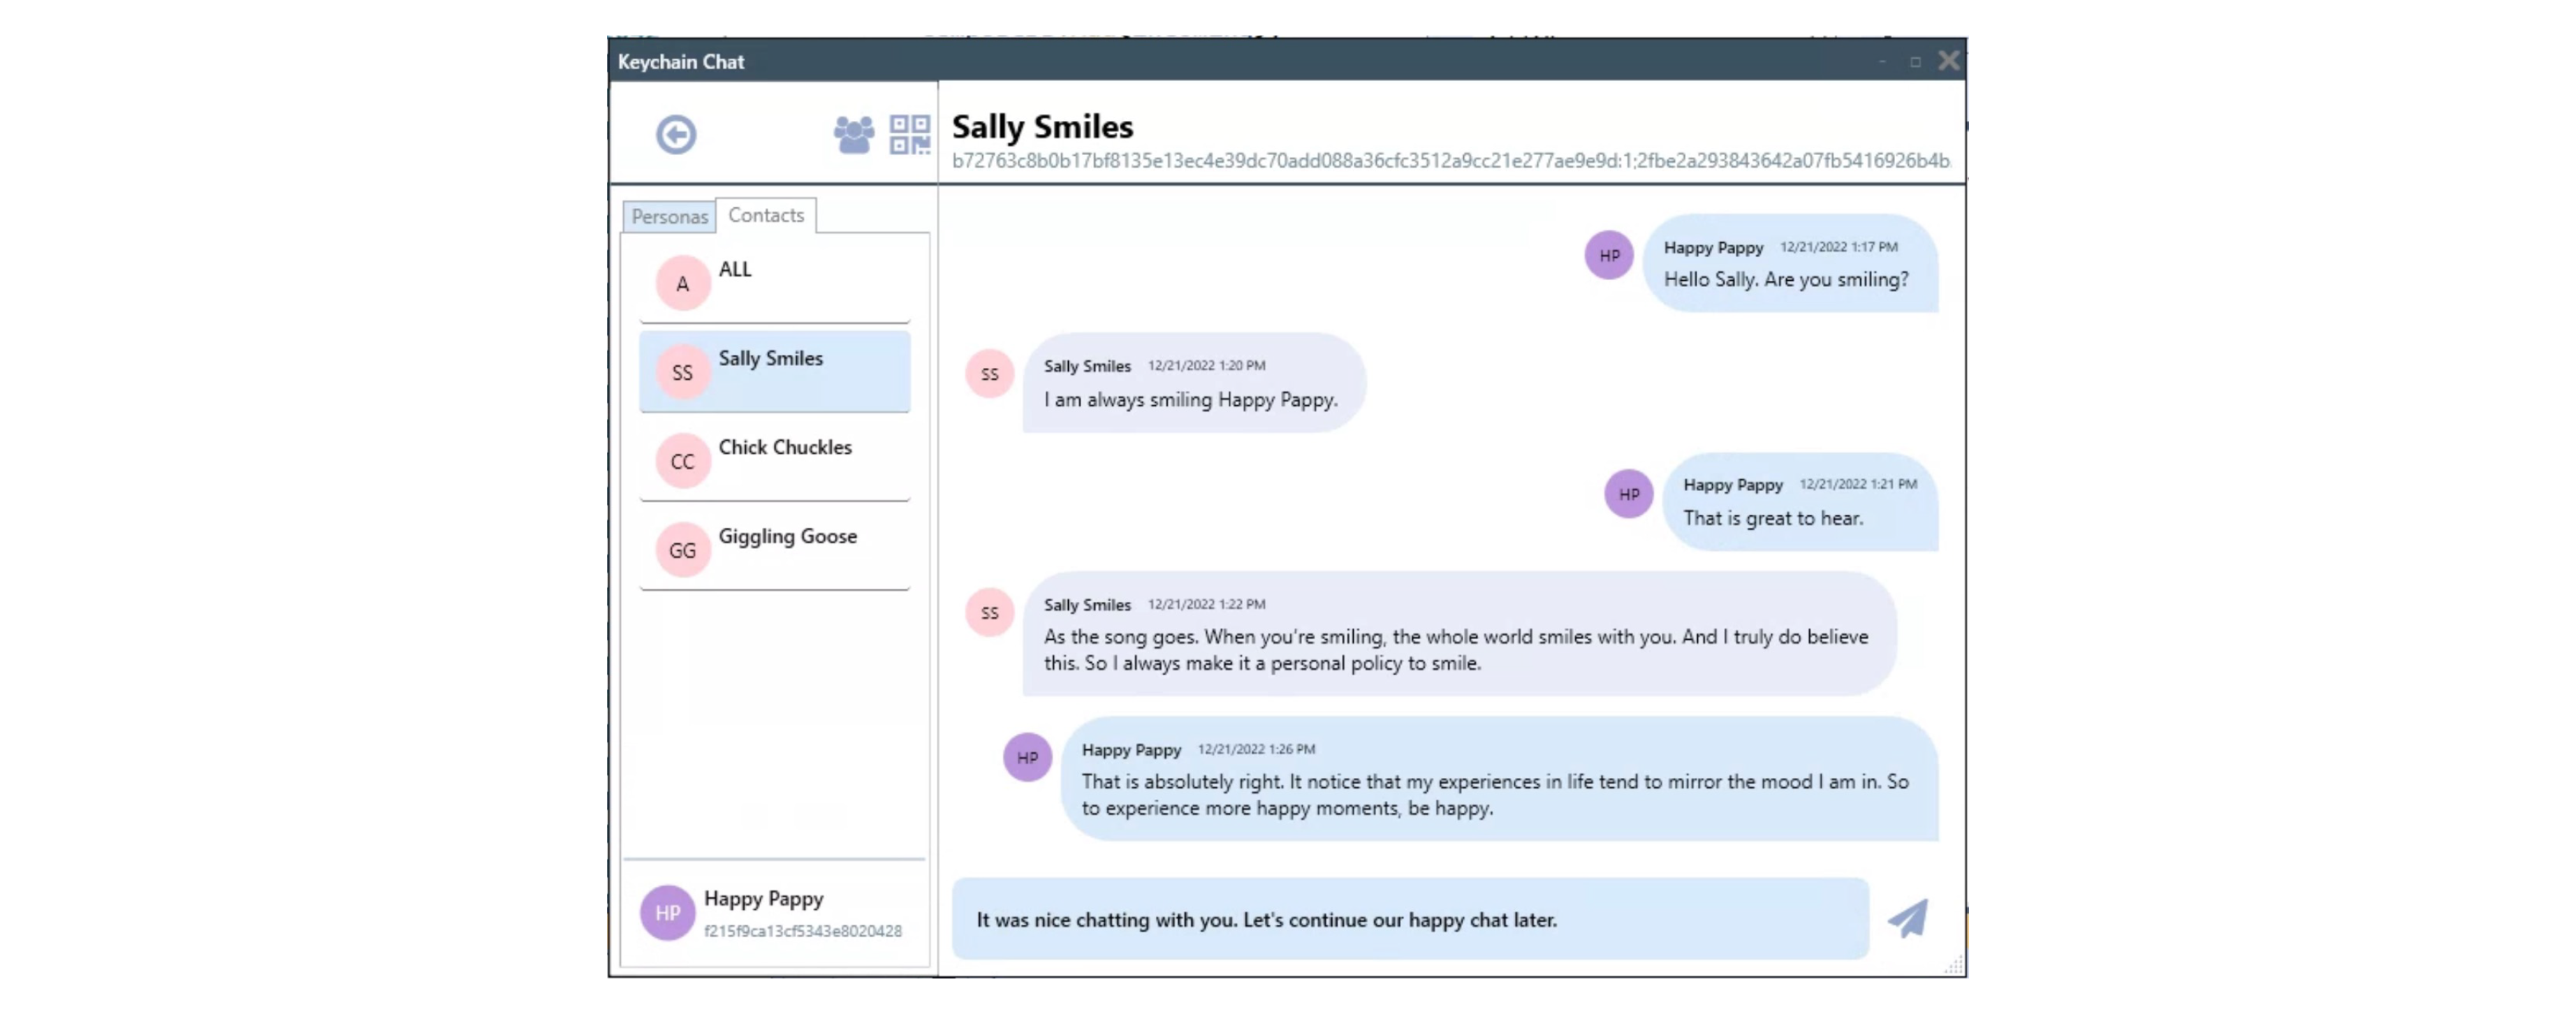 Keychain Chat
Sally Smiles
b72763c8b0b17bf8135e13ec4e39dc70add088a36cfc3512a9cc21e277ae9e9d:1;2fbe2a293843642a07fb5416926b4b
Personas
Contacts
A
ALL
SS
Sally Smiles
CC
Chick Chuckles
GG
Giggling Goose
HP
Happy Pappy
f215f9ca13cf5343e8020428
HP
Happy Pappy 12/21/2022 1:17 PM
Hello Sally. Are you smiling?
SS
Sally Smiles 12/21/2022 1:20 PM
I am always smiling Happy Pappy.
HP
Happy Pappy 12/21/2022 1:21 PM
That is great to hear.
SS
Sally Smiles 12/21/2022 1:22 PM
As the song goes. When you're smiling, the whole world smiles with you. And I truly do believe
this. So I always make it a personal policy to smile.
HP
Happy Pappy 12/21/2022 1:26 PM
That is absolutely right. It notice that my experiences in life tend to mirror the mood I am in. So
to experience more happy moments, be happy.
It was nice chatting with you. Let's continue our happy chat later.